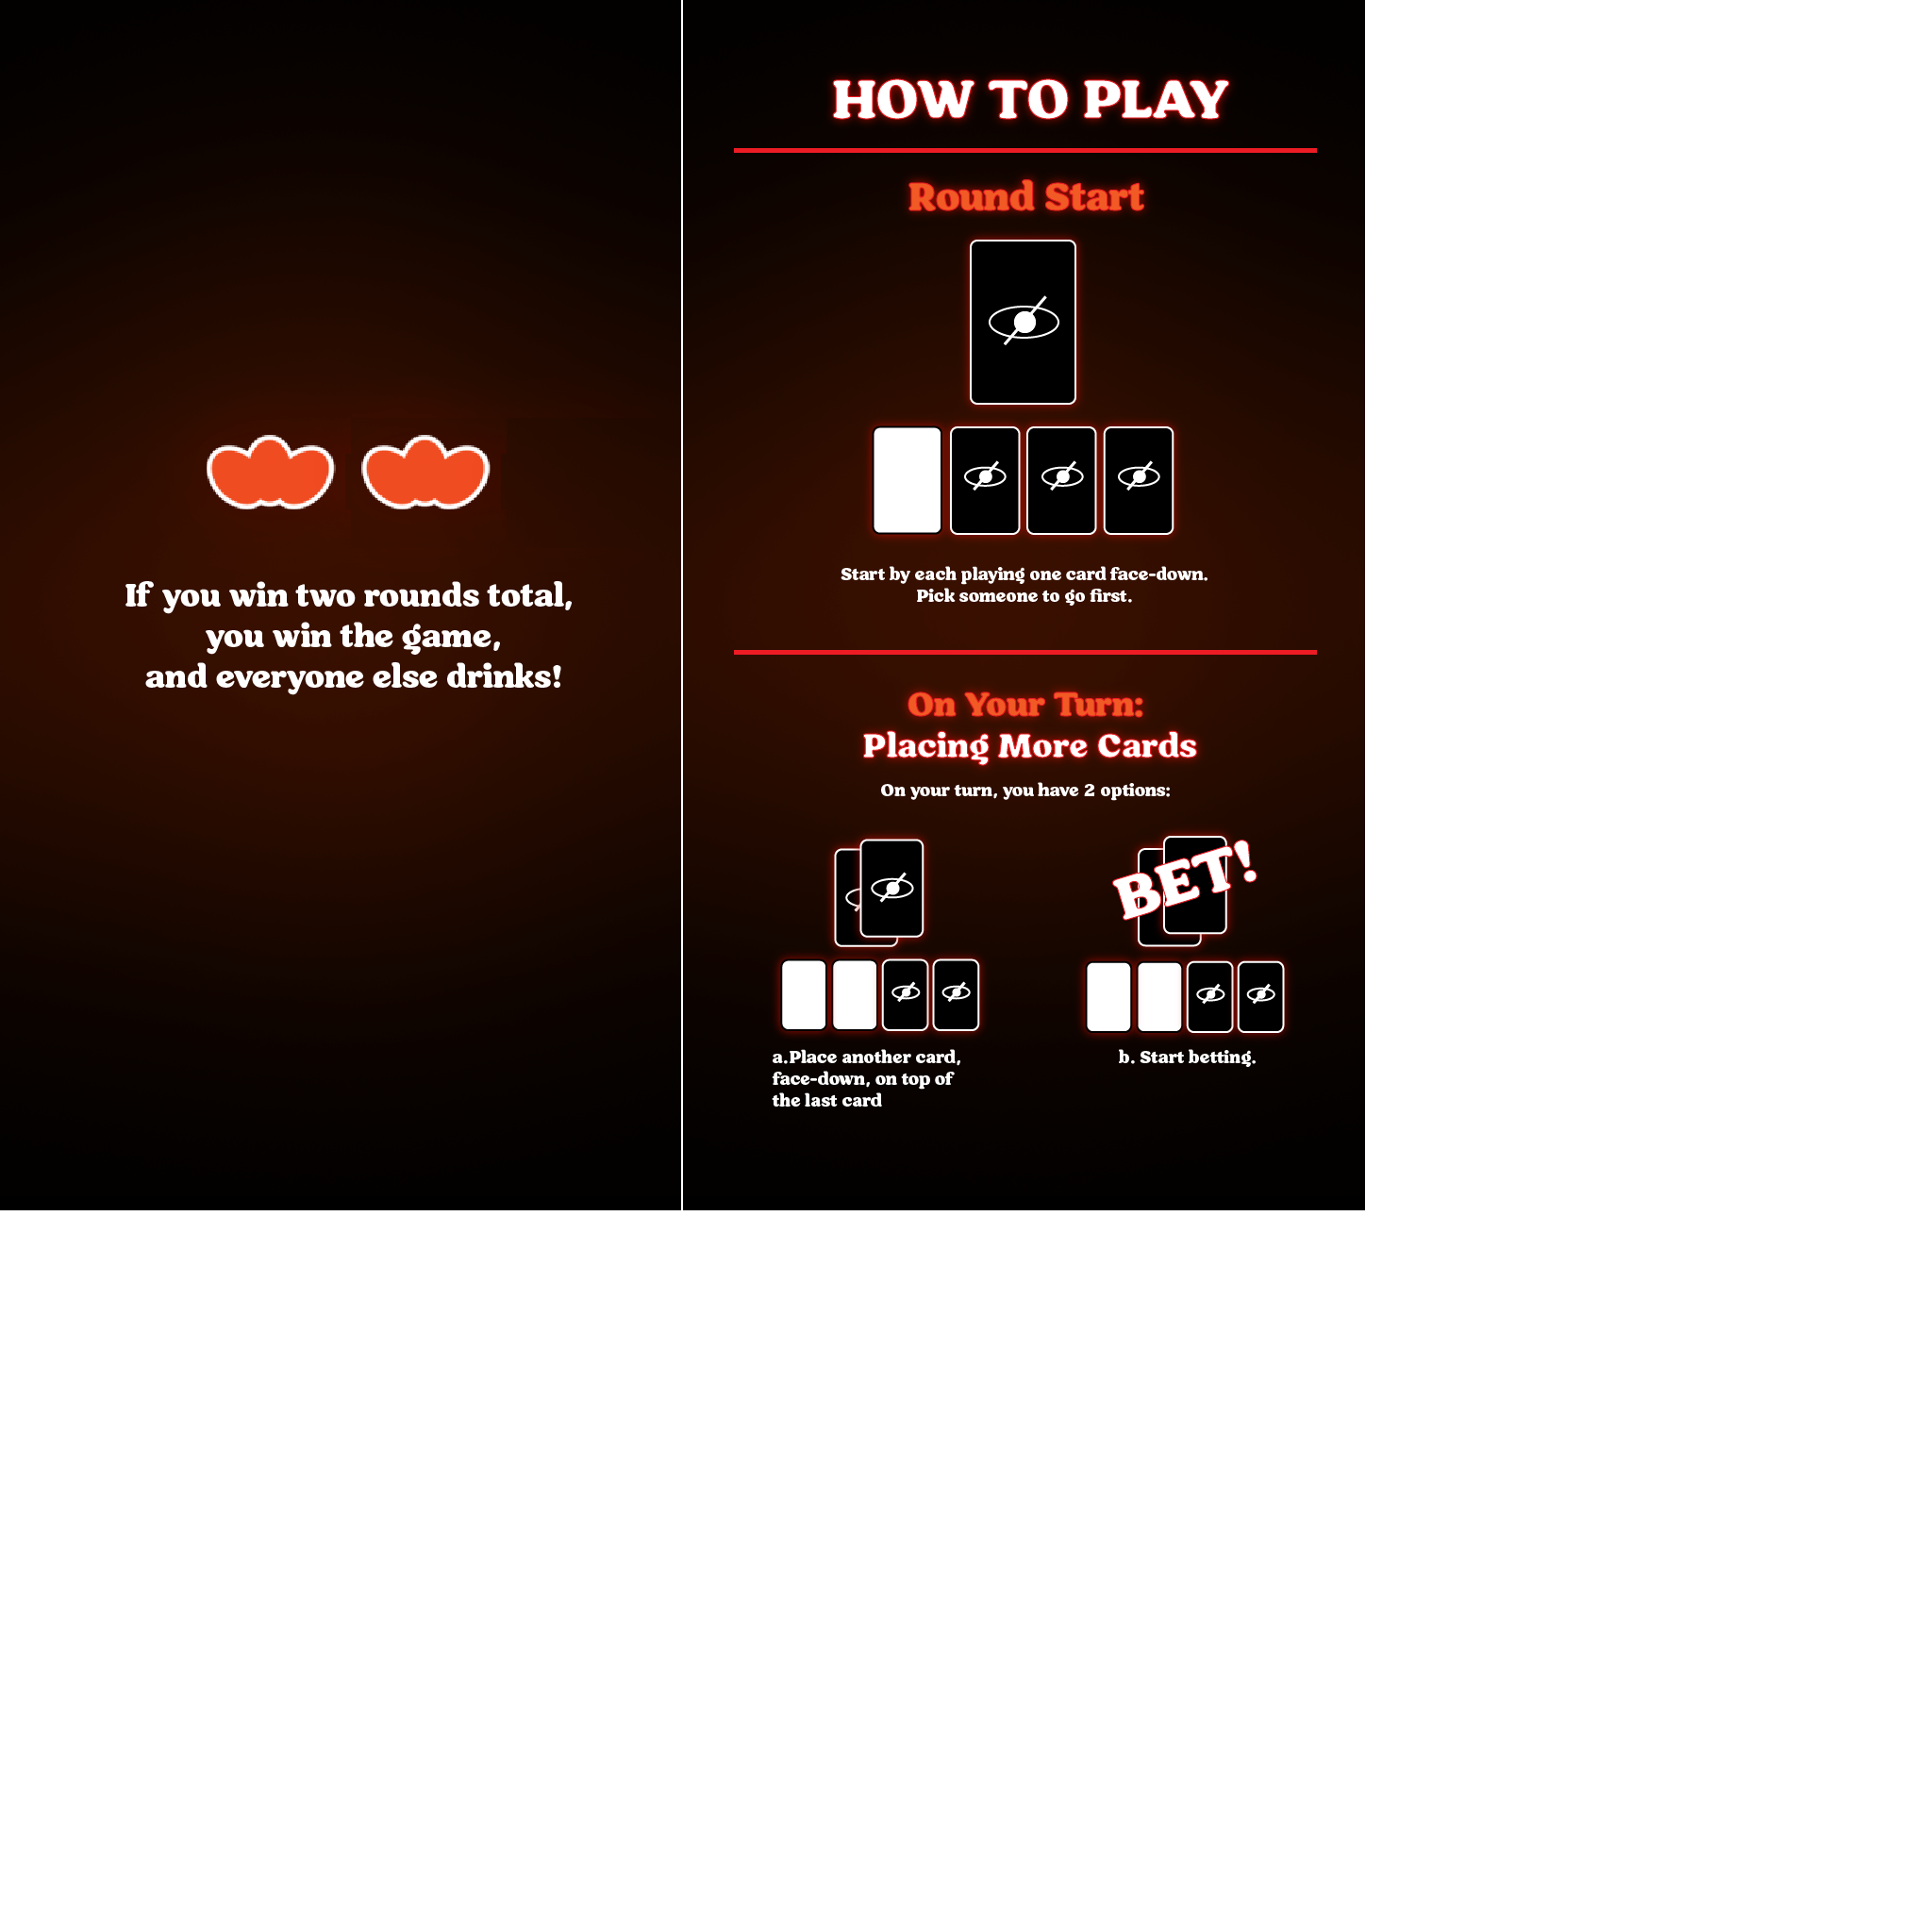 If you win two rounds total,
you win the game,
and everyone else drinks!
HOW TO PLAY
Round Start
Start by each playing one card face-down.
Pick someone to go first.
On Your Turn:
Placing More Cards
On your turn, you have 2 options:
BET!
a.Place another card,
face-down, on top of
the last card
b. Start betting.